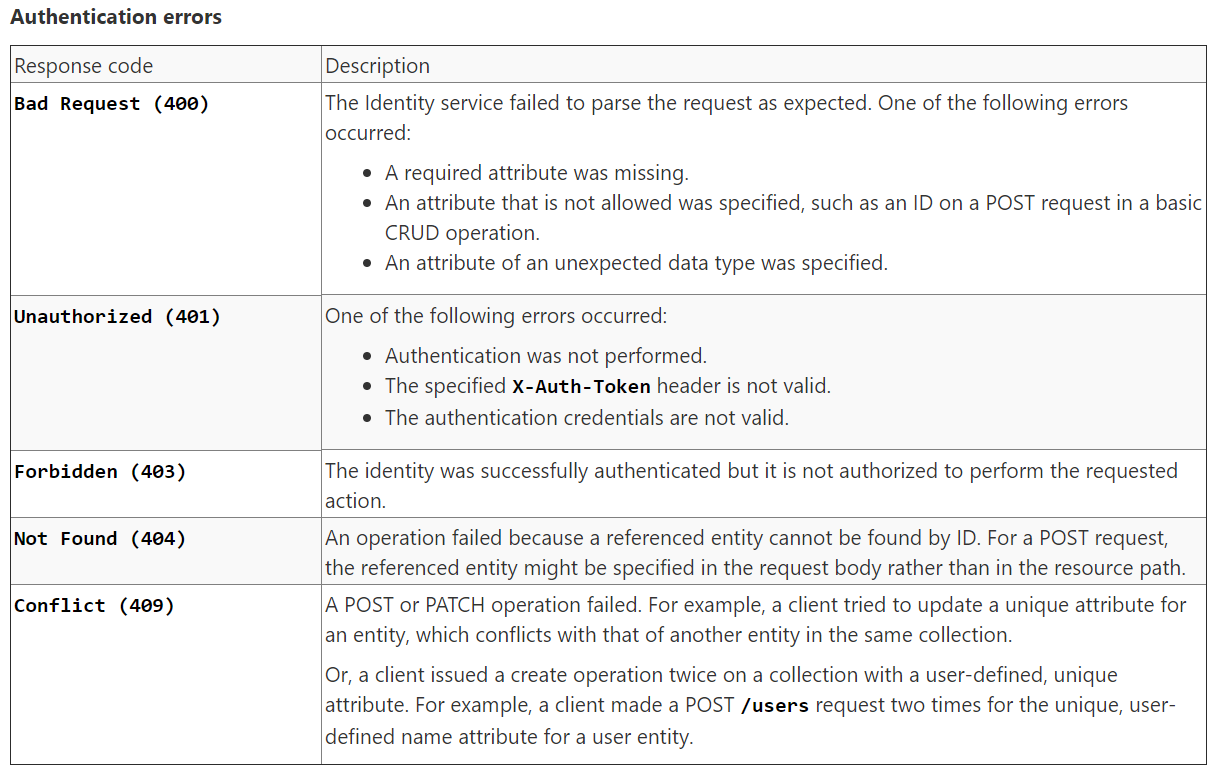 Authentication errors
Response code
Description
Bad Request (400)
The Identity service failed to parse the request as expected. One of the following errors
occurred:
• A required attribute was missing.
• An attribute that is not allowed was specified, such as an ID on a POST request in a basic
CRUD operation.
• An attribute of an unexpected data type was specified.
Unauthorized (401)
One of the following errors occurred:
• Authentication was not performed.
• The specified X-Auth-Token header is not valid.
• The authentication credentials are not valid.
Forbidden (403)
The identity was successfully authenticated but it is not authorized to perform the requested
action.
Not Found (404)
An operation failed because a referenced entity cannot be found by ID. For a POST request,
the referenced entity might be specified in the request body rather than in the resource path.
Conflict (409)
A POST or PATCH operation failed. For example, a client tried to update a unique attribute for
an entity, which conflicts with that of another entity in the same collection.
Or, a client issued a create operation twice on a collection with a user-defined, unique
attribute. For example, a client made a POST /users request two times for the unique, user-
defined name attribute for a user entity.